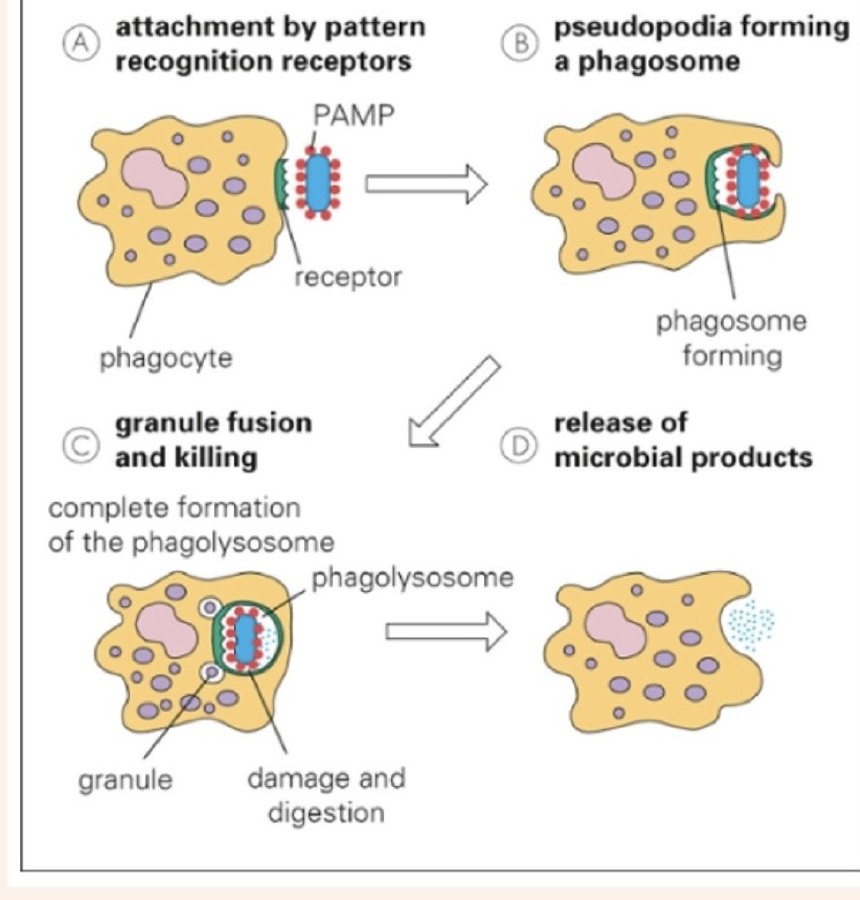 A
attachment by pattern
recognition receptors
PAMP
receptor
phagocyte
B
pseudopodia forming
a phagosome
phagosome
forming
C
granule fusion
and killing
complete formation
of the phagolysosome
phagolysosome
granule
damage and
digestion
D
release of
microbial products